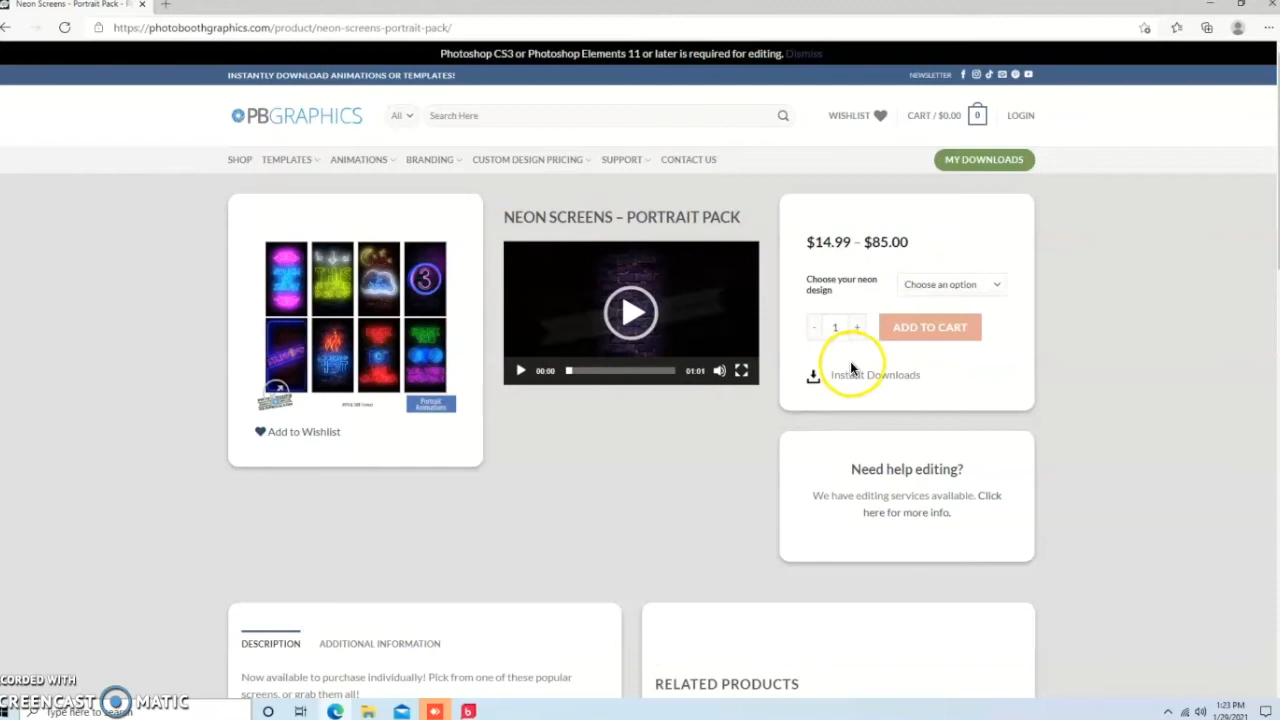 Neon Screens - Portrait Pack - P
https://photoboothgraphics.com/product/neon-screens-portrait-pack/
Photoshop CS3 or Photoshop Elements 11 or later is required for editing. Dismiss
INSTANTLY DOWNLOAD ANIMATIONS OR TEMPLATES!
NEWSLETTER
PBGRAPHICS
All
Search Here
WISHLIST
CART / $0.00
0
LOGIN
SHOP
TEMPLATES
ANIMATIONS
BRANDING
CUSTOM DESIGN PRICING
SUPPORT
CONTACT US
MY DOWNLOADS
3
Portrait
Animations
Add to Wishlist
NEON SCREENS – PORTRAIT PACK
00:00
01:01
$14.99 – $85.00
Choose your neon
design
Choose an option
- 1 +
ADD TO CART
Instant Downloads
Need help editing?
We have editing services available. Click
here for more info.
DESCRIPTION
ADDITIONAL INFORMATION
Now available to purchase individually! Pick from one of these popular
screens, or grab them all!
RELATED PRODUCTS
CORDED WITH
CREENCAST MATIC
Type here to search
1:23 PM
1/29/2021